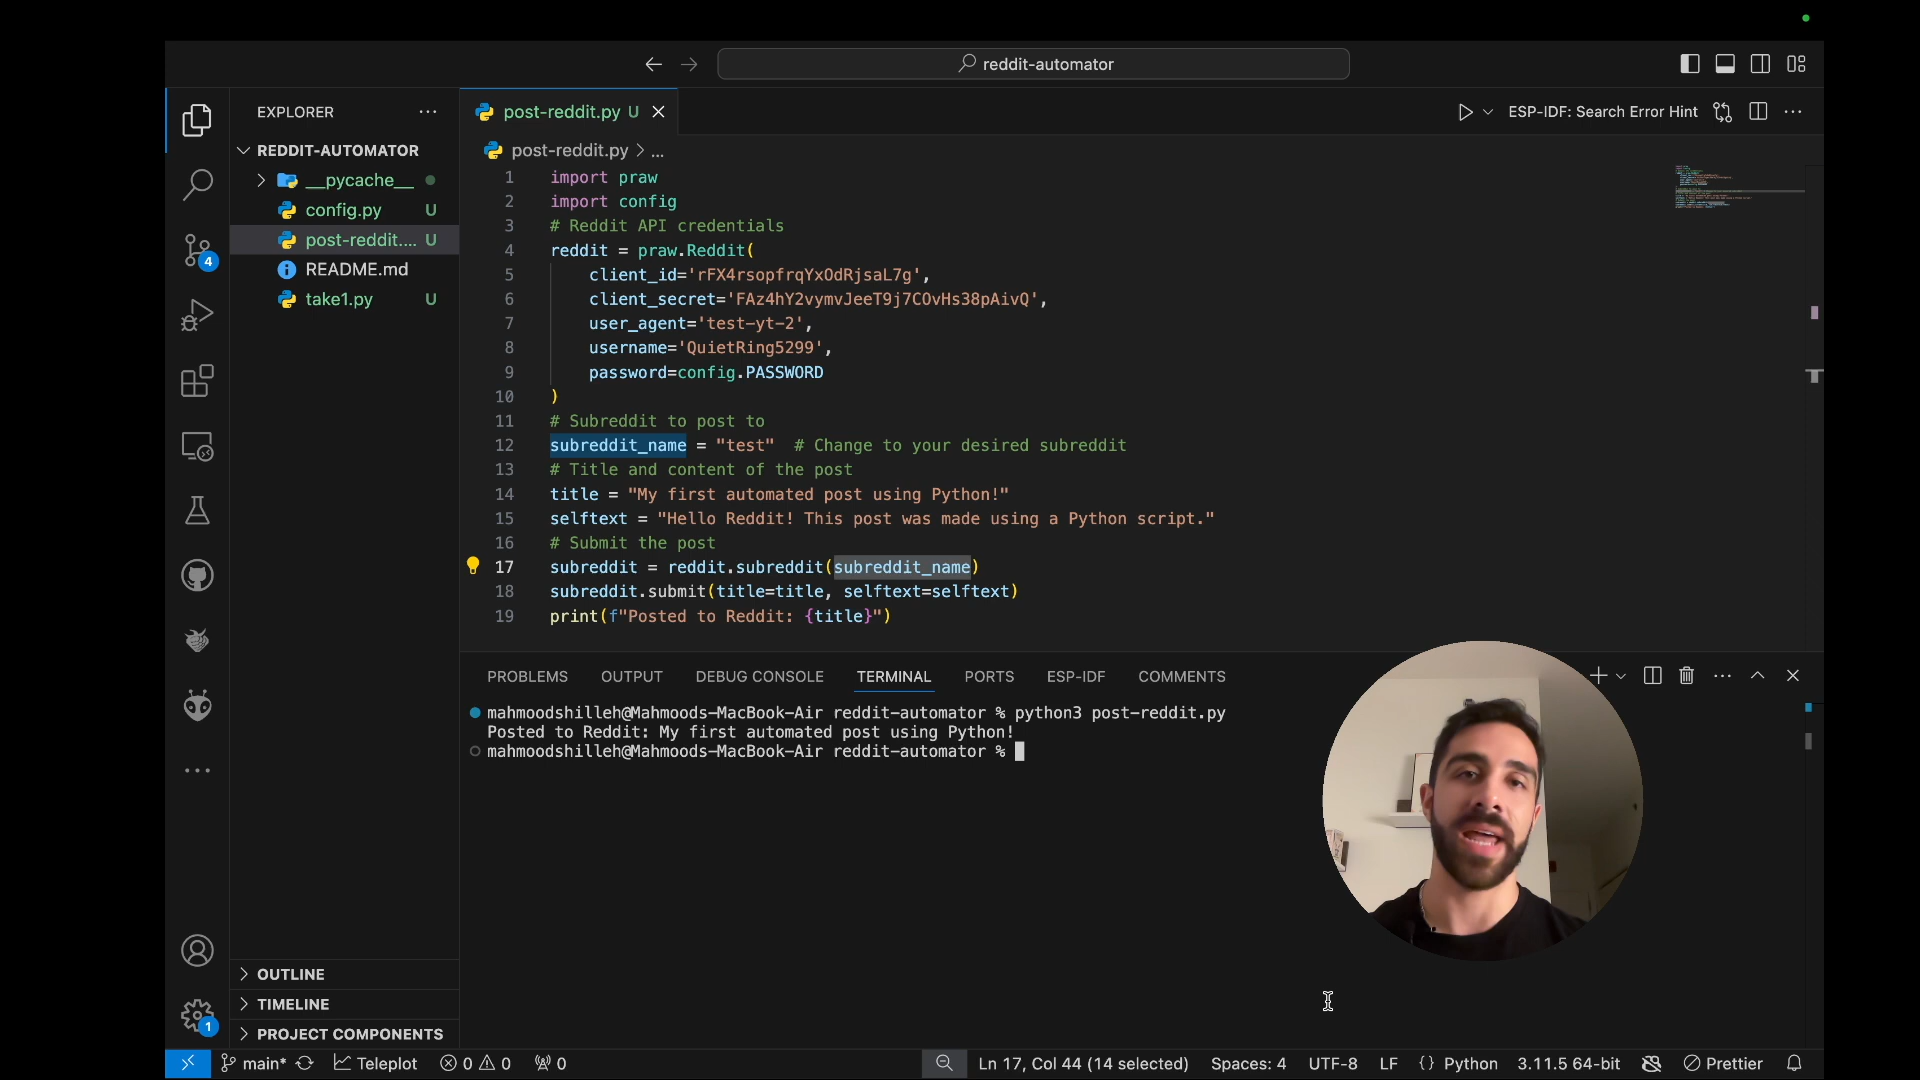 reddit-automator
EXPLORER
post-reddit.py U
ESP-IDF: Search Error Hint
REDDIT-AUTOMATOR
post-reddit.py > ...
__pycache__
config.py U
post-reddit.... U
README.md
take1.py U
1 import praw
2 import config
3 # Reddit API credentials
4 reddit = praw.Reddit(
5 client_id='rFX4rsopfrqYxOdRjsaL7g',
6 client_secret='FAz4hY2vymvJeeT9j7COvHs38pAivQ',
7 user_agent='test-yt-2',
8 username='QuietRing5299',
9 password=config.PASSWORD
10 )
11 # Subreddit to post to
12 subreddit_name = "test" # Change to your desired subreddit
13 # Title and content of the post
14 title = "My first automated post using Python!"
15 selftext = "Hello Reddit! This post was made using a Python script."
16 # Submit the post
17 subreddit = reddit.subreddit(subreddit_name)
18 subreddit.submit(title=title, selftext=selftext)
19 print(f"Posted to Reddit: {title}")
4
PROBLEMS OUTPUT DEBUG CONSOLE TERMINAL PORTS ESP-IDF COMMENTS
mahmoodshilleh@Mahmoods-MacBook-Air reddit-automator % python3 post-reddit.py
Posted to Reddit: My first automated post using Python!
mahmoodshilleh@Mahmoods-MacBook-Air reddit-automator %
OUTLINE
TIMELINE
PROJECT COMPONENTS
1
main* Teleplot 0 0 0 Ln 17, Col 44 (14 selected) Spaces: 4 UTF-8 LF {} Python 3.11.5 64-bit Prettier